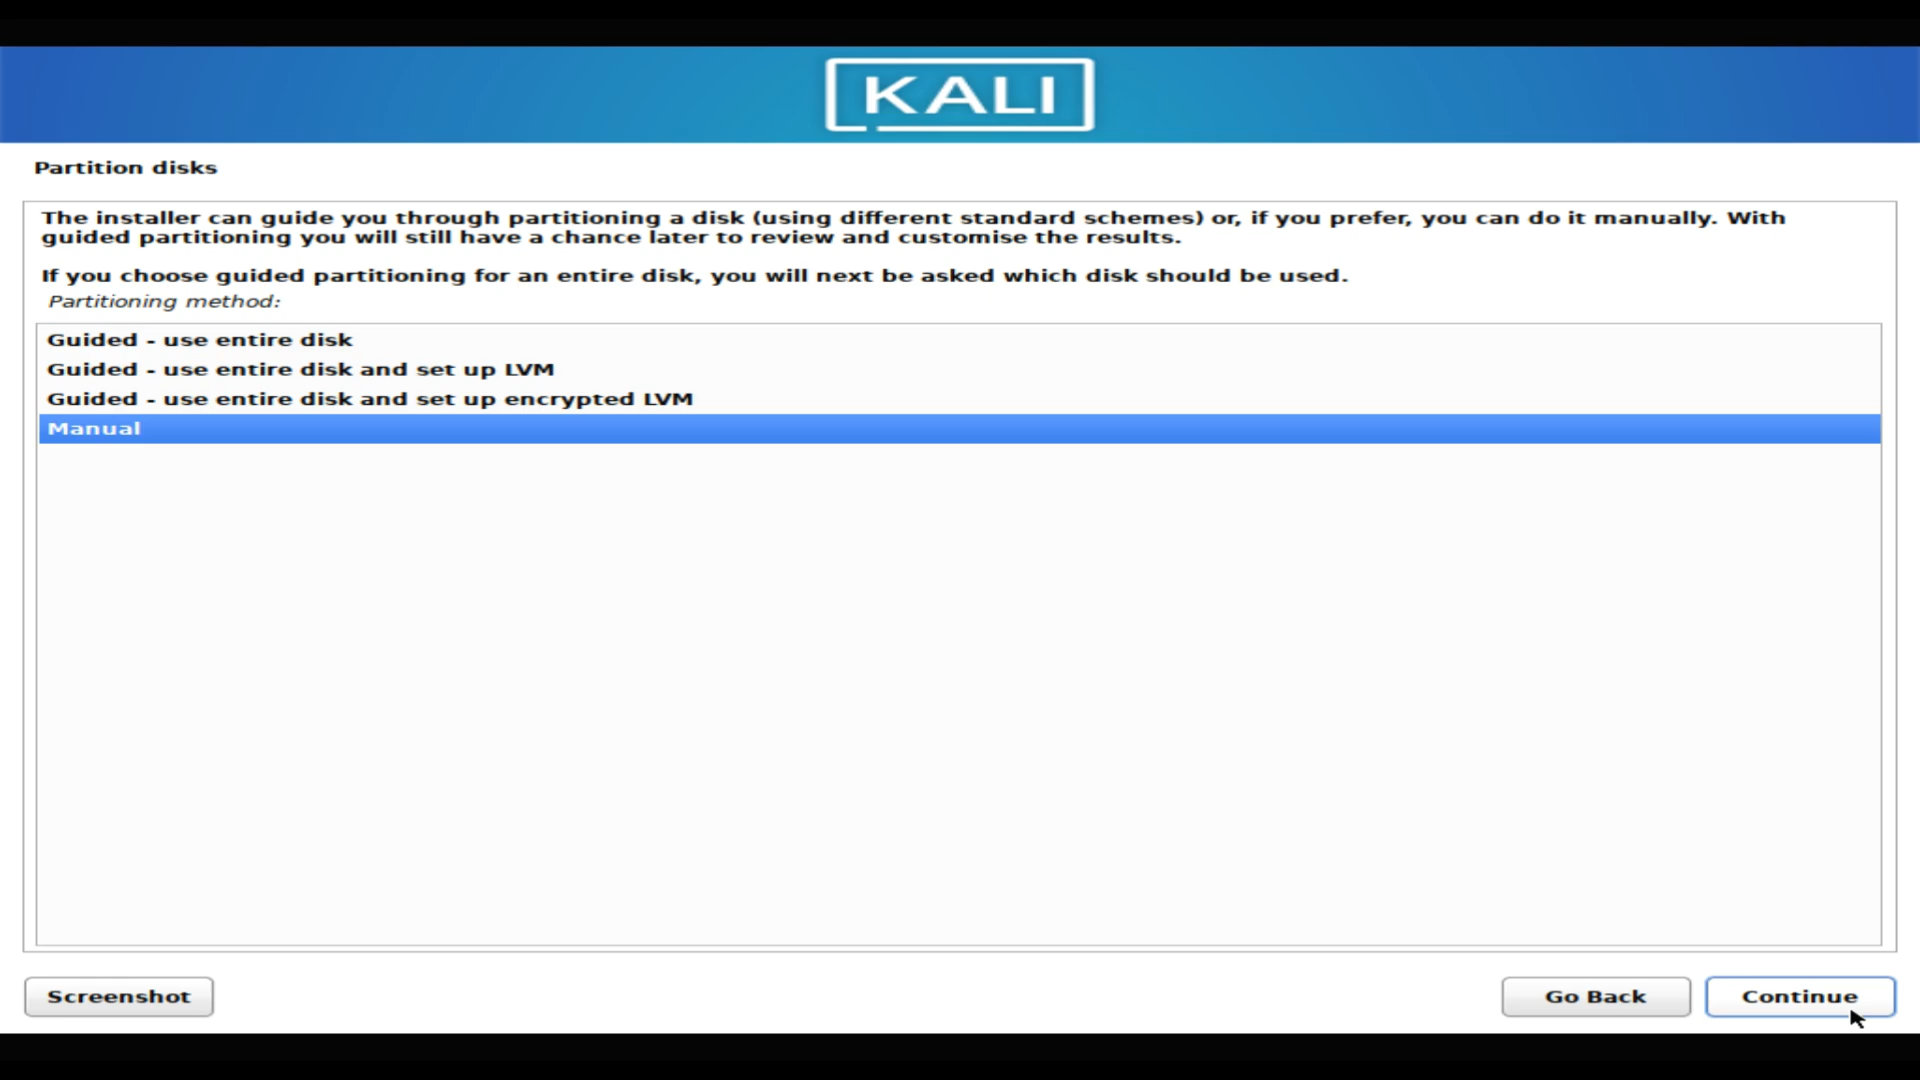 KALI
Partition disks
The installer can guide you through partitioning a disk (using different standard schemes) or, if you prefer, you can do it manually. With
guided partitioning you will still have a chance later to review and customise the results.
If you choose guided partitioning for an entire disk, you will next be asked which disk should be used.
Partitioning method:
Guided - use entire disk
Guided - use entire disk and set up LVM
Guided - use entire disk and set up encrypted LVM
Manual
Screenshot
Go Back
Continue